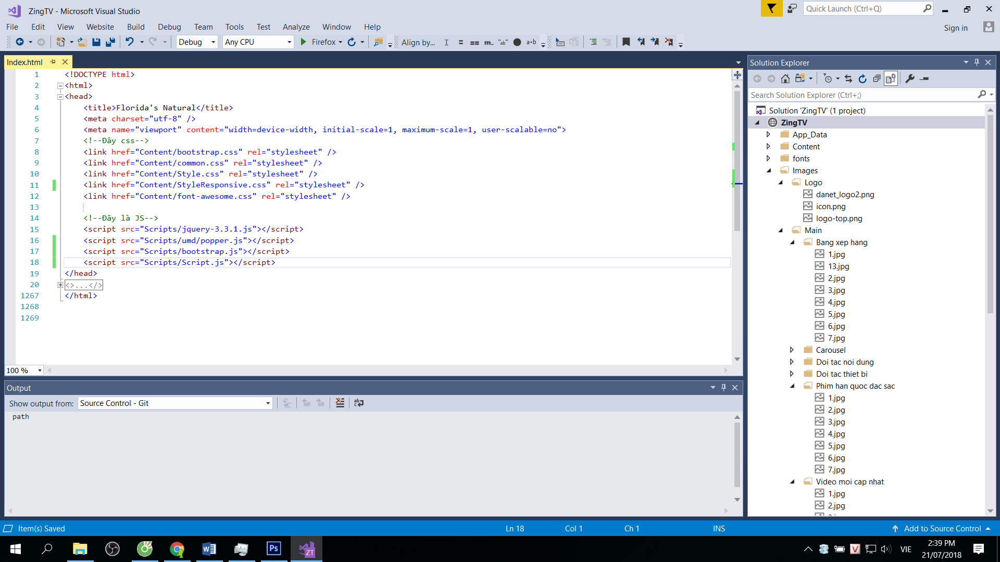 ZingTV - Microsoft Visual Studio
Quick Launch (Ctrl+Q)
File Edit View Website Build Debug Team Tools Test Analyze Window Help
Sign in
Debug Any CPU Firefox Align by...
Index.html
1 <!DOCTYPE html>
2 <html>
3 <head>
4 <title>Florida's Natural</title>
5 <meta charset="utf-8" />
6 <meta name="viewport" content="width=device-width, initial-scale=1, maximum-scale=1, user-scalable=no">
7 <!--Đây css-->
8 <link href="Content/bootstrap.css" rel="stylesheet" />
9 <link href="Content/common.css" rel="stylesheet" />
10 <link href="Content/Style.css" rel="stylesheet" />
11 <link href="Content/StyleResponsive.css" rel="stylesheet" />
12 <link href="Content/font-awesome.css" rel="stylesheet" />
13
14 <!--Đây là JS-->
15 <script src="Scripts/jquery-3.3.1.js"></script>
16 <script src="Scripts/umd/popper.js"></script>
17 <script src="Scripts/bootstrap.js"></script>
18 <script src="Scripts/Script.js"></script>
19 </head>
20 <>...</>
1267 </html>
1268
1269
100 %
Output
Show output from: Source Control - Git
path
Solution Explorer
Search Solution Explorer (Ctrl+;)
Solution 'ZingTV' (1 project)
ZingTV
App_Data
Content
fonts
Images
Logo
danet_logo2.png
icon.png
logo-top.png
Main
Bang xep hang
1.jpg
13.jpg
2.jpg
3.jpg
4.jpg
5.jpg
6.jpg
7.jpg
Carousel
Doi tac noi dung
Doi tac thiet bi
Phim han quoc dac sac
1.jpg
2.jpg
3.jpg
4.jpg
5.jpg
6.jpg
7.jpg
Video moi cap nhat
1.jpg
2.jpg
Item(s) Saved Ln 18 Col 1 Ch 1 INS Add to Source Control
Ps ZT VIE
2:39 PM
21/07/2018